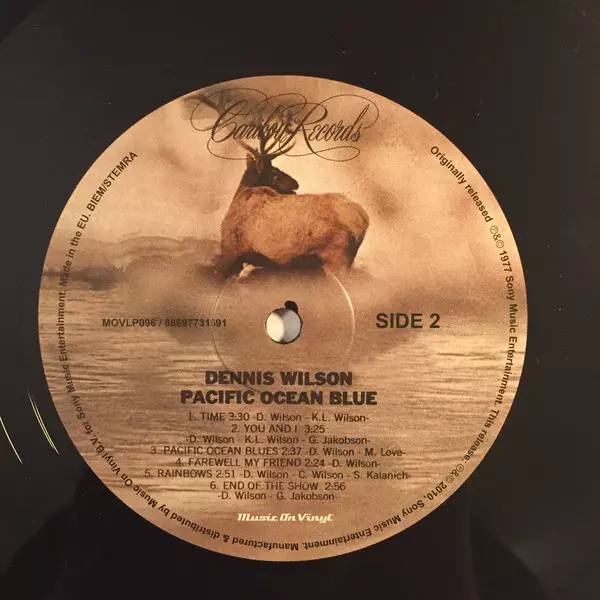 Caribou Records
MOVLP096 / 88697731691
SIDE 2
DENNIS WILSON
PACIFIC OCEAN BLUE
1. TIME 3:30 -D. Wilson - K.L. Wilson-
2. YOU AND I 3:25
-D. Wilson - K.L. Wilson - G. Jakobson-
3. PACIFIC OCEAN BLUES 2:37 -D. Wilson - M. Love-
4. FAREWELL MY FRIEND 2:24 -D. Wilson-
5. RAINBOWS 2:51 -D. Wilson - C. Wilson - S. Kalanich-
6. END OF THE SHOW 2:56
-D. Wilson - G. Jakobson-
Music On Vinyl
Originally released ℗&© 1977 Sony Music Entertainment. This release: ℗&© 2010, Sony Music Entertainment. Manufactured & distributed by Music On Vinyl B.V. for Sony Music Entertainment. Made in the EU. BIEM/STEMRA